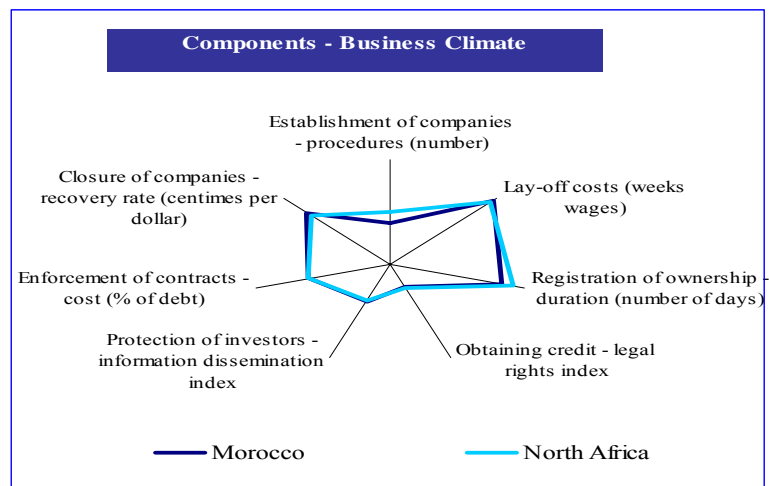 Components - Business Climate
Establishment of companies
- procedures (number)
Lay-off costs (weeks
wages)
Registration of ownership -
duration (number of days)
Obtaining credit - legal
rights index
Protection of investors -
information dissemination
index
Enforcement of contracts -
cost (% of debt)
Closure of companies -
recovery rate (centimes per
dollar)
Morocco
North Africa